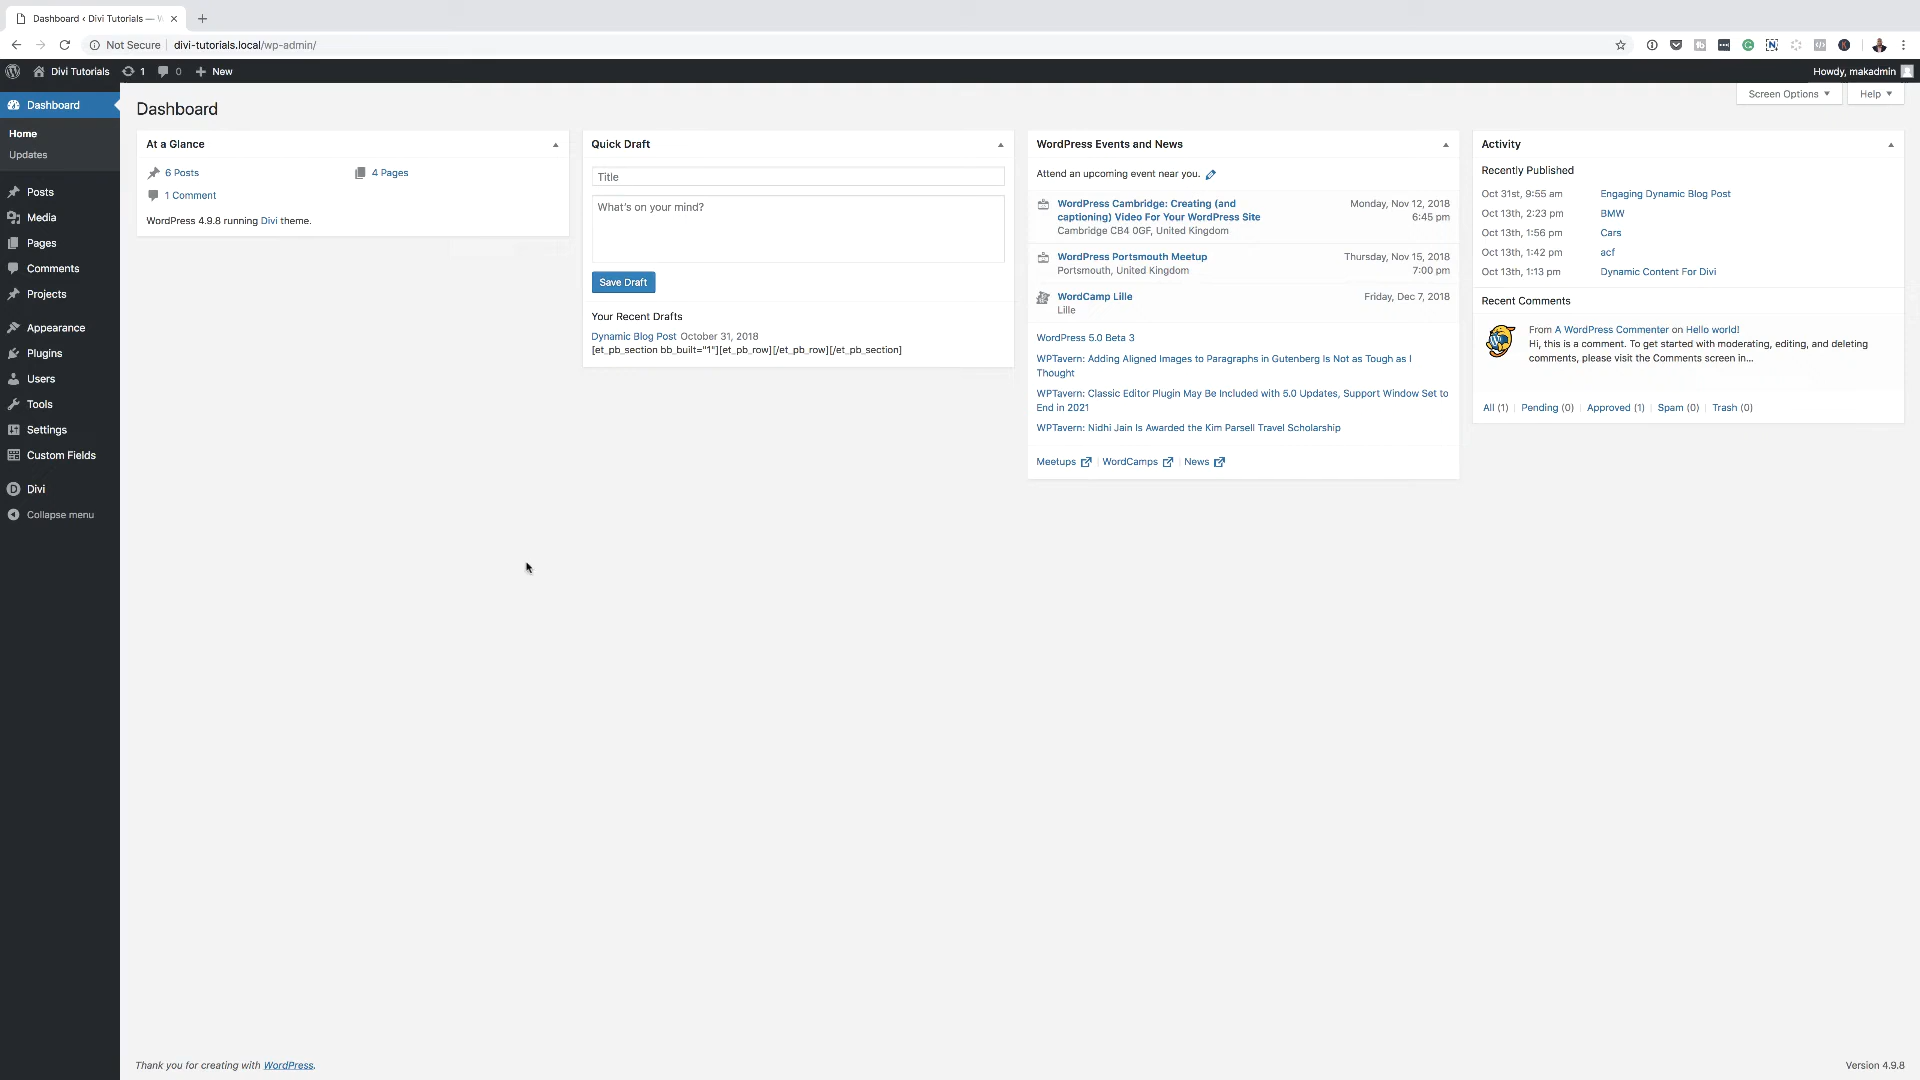 Dashboard ‹ Divi Tutorials —
Not Secure
divi-tutorials.local/wp-admin/
Divi Tutorials
1
0
New
Howdy, makadmin
Dashboard
Home
Updates
Posts
Media
Pages
Comments
Projects
Appearance
Plugins
Users
Tools
Settings
Custom Fields
Divi
Collapse menu
Dashboard
Screen Options
Help
At a Glance
6 Posts
4 Pages
1 Comment
WordPress 4.9.8 running Divi theme.
Quick Draft
Title
What's on your mind?
Save Draft
Your Recent Drafts
Dynamic Blog Post October 31, 2018
[et_pb_section bb_built="1"][et_pb_row][/et_pb_row][/et_pb_section]
WordPress Events and News
Attend an upcoming event near you.
WordPress Cambridge: Creating (and
captioning) Video For Your WordPress Site
Cambridge CB4 0GF, United Kingdom
Monday, Nov 12, 2018
6:45 pm
WordPress Portsmouth Meetup
Portsmouth, United Kingdom
Thursday, Nov 15, 2018
7:00 pm
WordCamp Lille
Lille
Friday, Dec 7, 2018
WordPress 5.0 Beta 3
WPTavern: Adding Aligned Images to Paragraphs in Gutenberg Is Not as Tough as I
Thought
WPTavern: Classic Editor Plugin May Be Included with 5.0 Updates, Support Window Set to
End in 2021
WPTavern: Nidhi Jain Is Awarded the Kim Parsell Travel Scholarship
Meetups | WordCamps | News
Activity
Recently Published
Oct 31st, 9:55 am Engaging Dynamic Blog Post
Oct 13th, 2:23 pm BMW
Oct 13th, 1:56 pm Cars
Oct 13th, 1:42 pm acf
Oct 13th, 1:13 pm Dynamic Content For Divi
Recent Comments
From A WordPress Commenter on Hello world!
Hi, this is a comment. To get started with moderating, editing, and deleting
comments, please visit the Comments screen in...
All (1) | Pending (0) | Approved (1) | Spam (0) | Trash (0)
Thank you for creating with WordPress.
Version 4.9.8